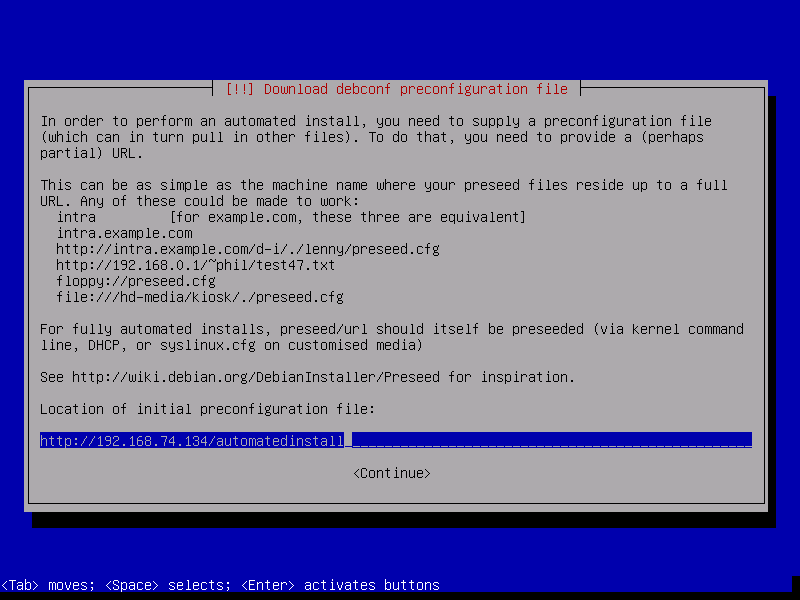 [!!] Download debconf preconfiguration file
In order to perform an automated install, you need to supply a preconfiguration file
(which can in turn pull in other files). To do that, you need to provide a (perhaps
partial) URL.
This can be as simple as the machine name where your preseed files reside up to a full
URL. Any of these could be made to work:
intra         [for example.com, these three are equivalent]
intra.example.com
http://intra.example.com/d-i/./lenny/preseed.cfg
http://192.168.0.1/~phil/test47.txt
floppy://preseed.cfg
file:///hd-media/kiosk/./preseed.cfg
For fully automated installs, preseed/url should itself be preseeded (via kernel command
line, DHCP, or syslinux.cfg on customised media)
See http://wiki.debian.org/DebianInstaller/Preseed for inspiration.
Location of initial preconfiguration file:
http://192.168.74.134/automatedinstall
<Continue>
<Tab> moves; <Space> selects; <Enter> activates buttons